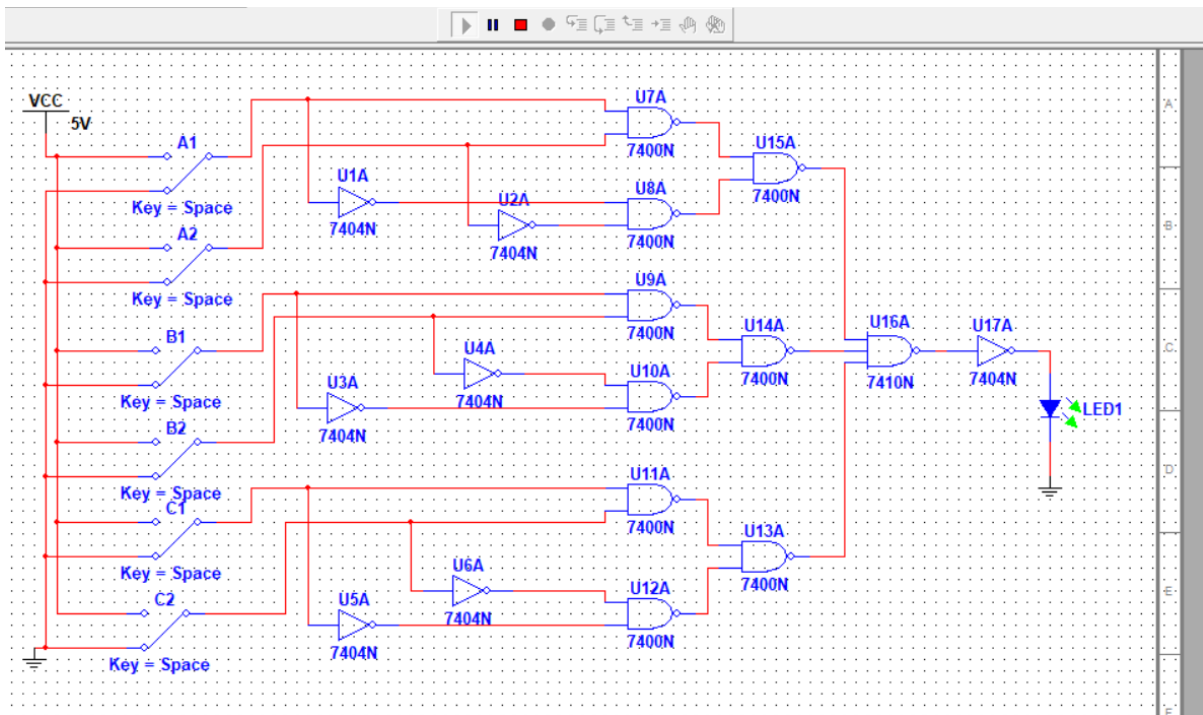 VCC
5V
A1
Key = Space
A2
Key = Space
B1
Key = Space
B2
Key = Space
C1
Key = Space
C2
Key = Space
U1A
7404N
U2A
7404N
U3A
7404N
U4A
7404N
U5A
7404N
U6A
7404N
U7A
7400N
U8A
7400N
U9A
7400N
U10A
7400N
U11A
7400N
U12A
7400N
U15A
7400N
U14A
7400N
U13A
7400N
U16A
7410N
U17A
7404N
LED1
A
B
C
D
E
F